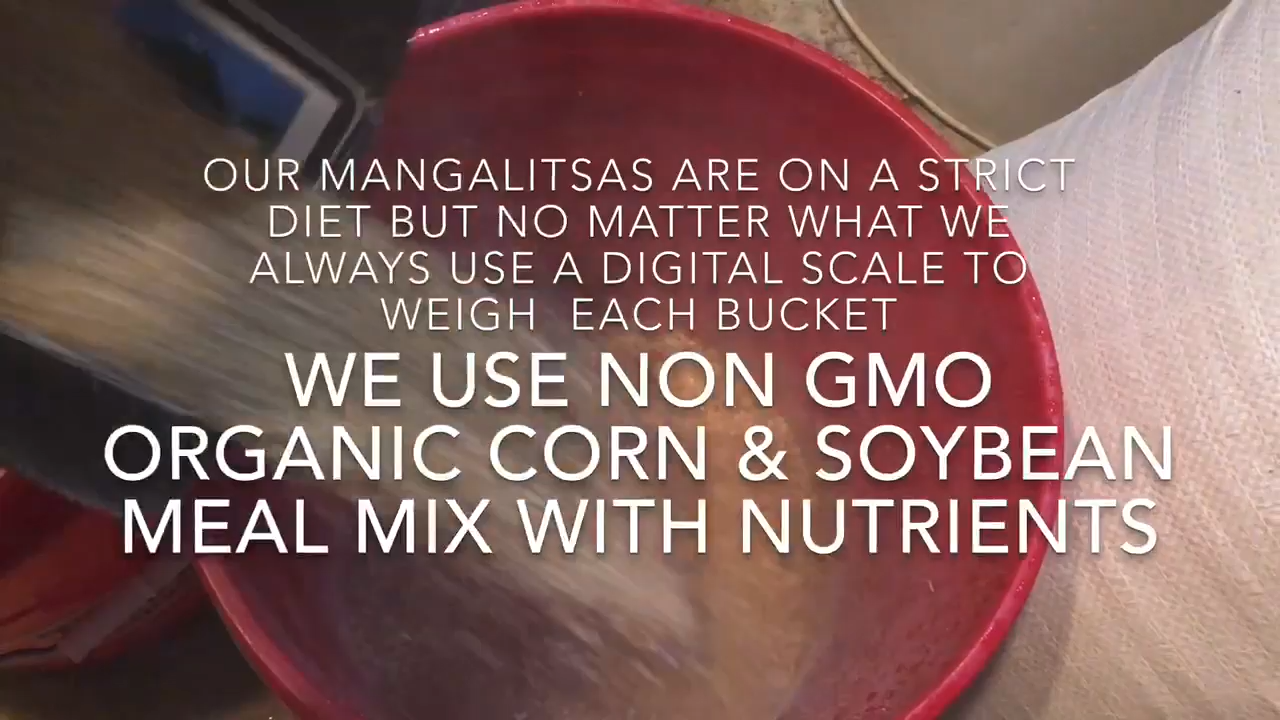 OUR MANGALITSAS ARE ON A STRICT
DIET BUT NO MATTER WHAT WE
ALWAYS USE A DIGITAL SCALE TO
WEIGH EACH BUCKET
WE USE NON GMO
ORGANIC CORN & SOYBEAN
MEAL MIX WITH NUTRIENTS